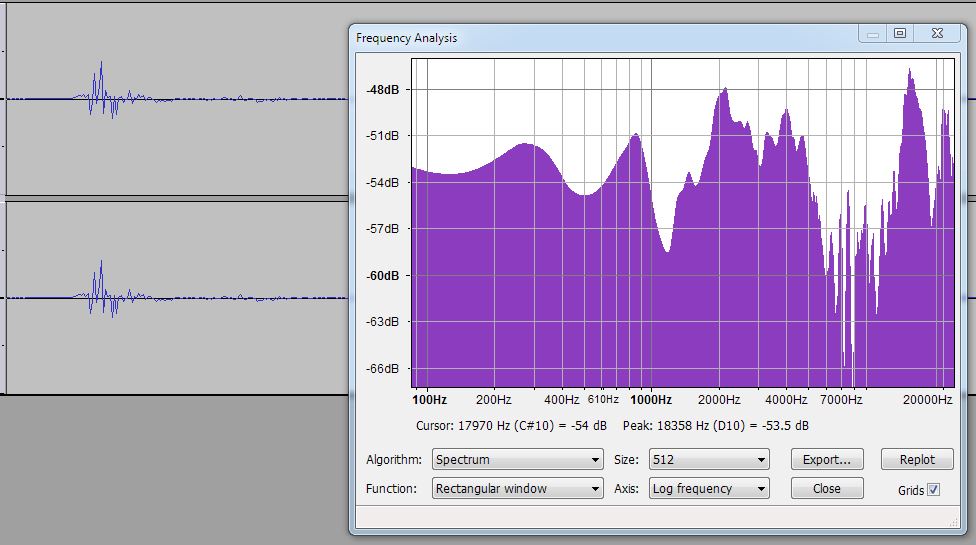 Frequency Analysis
-48dB
-51dB
-54dB
-57dB
-60dB
-63dB
-66dB
100Hz 200Hz 400Hz 610Hz 1000Hz 2000Hz 4000Hz 7000Hz 20000Hz
Cursor: 17970 Hz (C#10) = -54 dB Peak: 18358 Hz (D10) = -53.5 dB
Algorithm: Spectrum Size: 512 Export... Replot
Function: Rectangular window Axis: Log frequency Close Grids